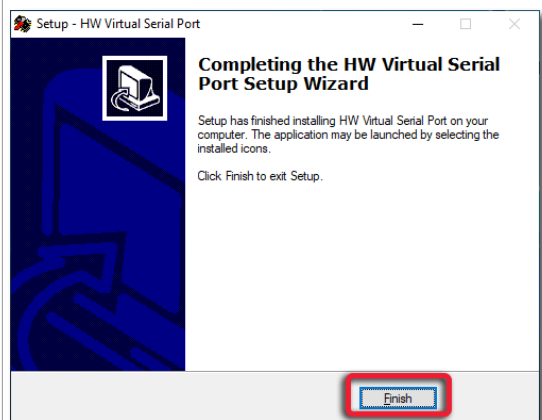 Setup - HW Virtual Serial Port
Completing the HW Virtual Serial
Port Setup Wizard
Setup has finished installing HW Virtual Serial Port on your
computer. The application may be launched by selecting the
installed icons.
Click Finish to exit Setup.
Finish